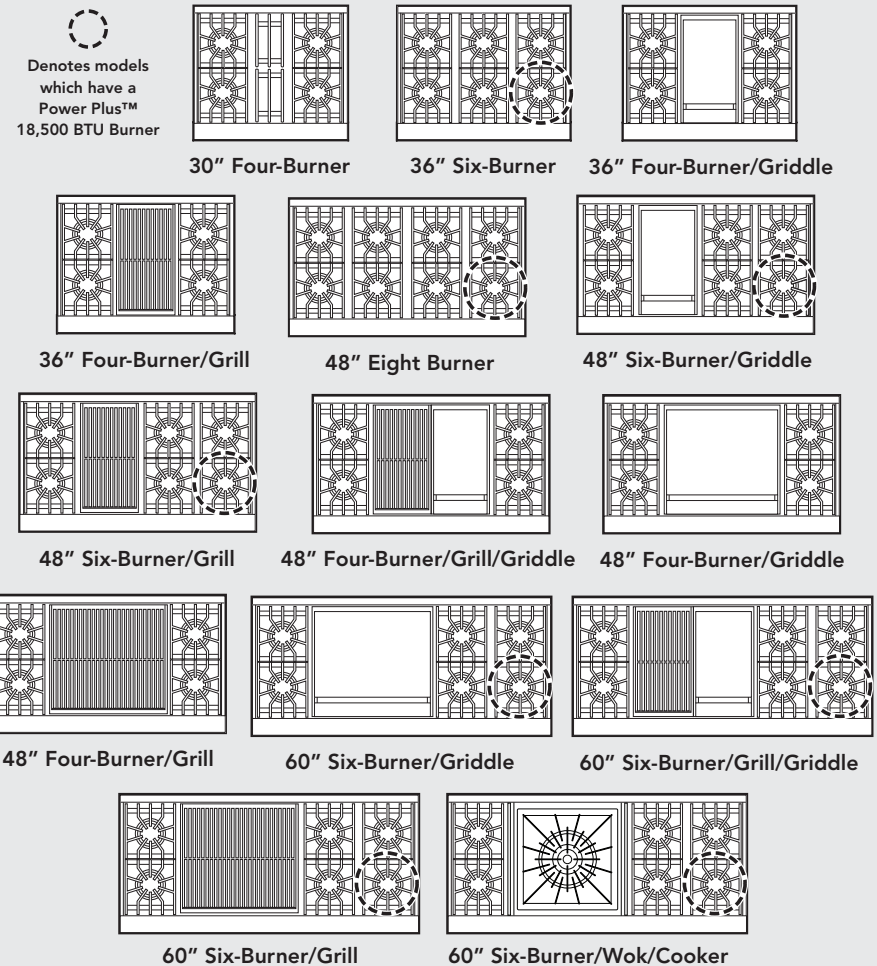 Denotes models
which have a
Power Plus™
18,500 BTU Burner
30” Four-Burner
36” Six-Burner
36” Four-Burner/Griddle
36” Four-Burner/Grill
48” Eight Burner
48” Six-Burner/Griddle
48” Six-Burner/Grill
48” Four-Burner/Grill/Griddle
48” Four-Burner/Griddle
48” Four-Burner/Grill
60” Six-Burner/Griddle
60” Six-Burner/Grill/Griddle
60” Six-Burner/Grill
60” Six-Burner/Wok/Cooker